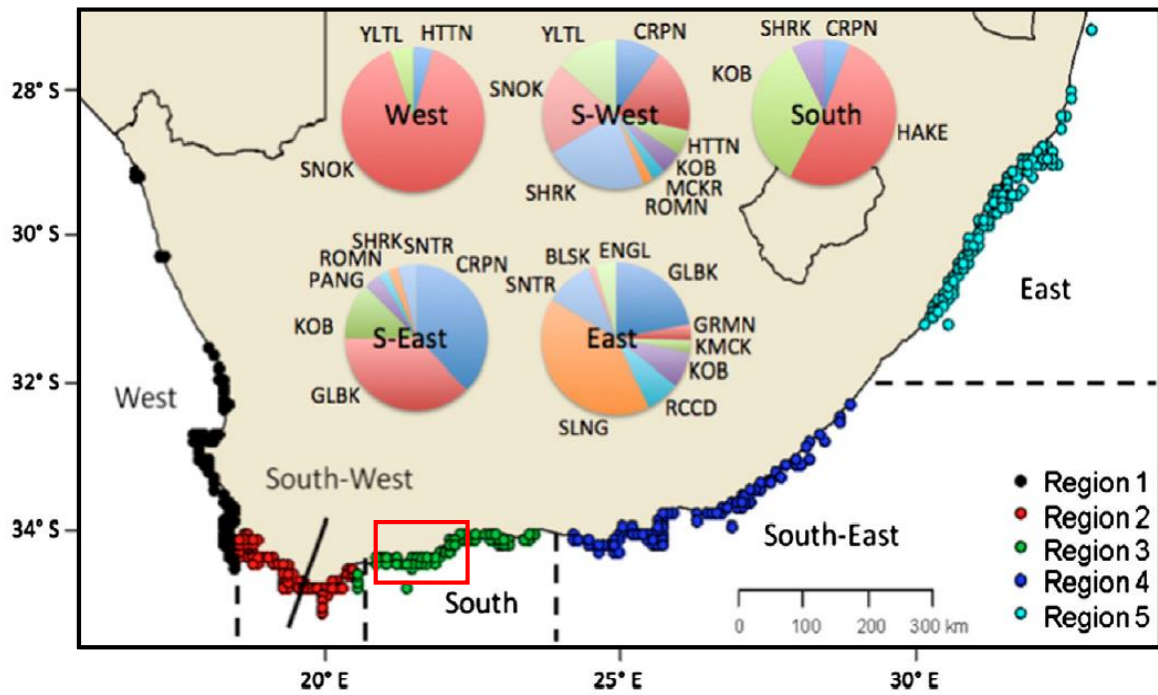 28° S
30° S
32° S
34° S
20° E
25° E
30° E
YLTL
HTTN
West
SNOK
YLTL
CRPN
SNOK
S-West
HTTN
KOB
MCKR
ROMN
SHRK
SHRK
CRPN
KOB
South
HAKE
SHRK
SNTR
ROMN
CRPN
PANG
KOB
S-East
GLBK
BLSK
ENGL
SNTR
GLBK
East
GRMN
KMCK
KOB
RCCD
SLNG
West
South-West
South
South-East
East
Region 1
Region 2
Region 3
Region 4
Region 5
0 100 200 300 km